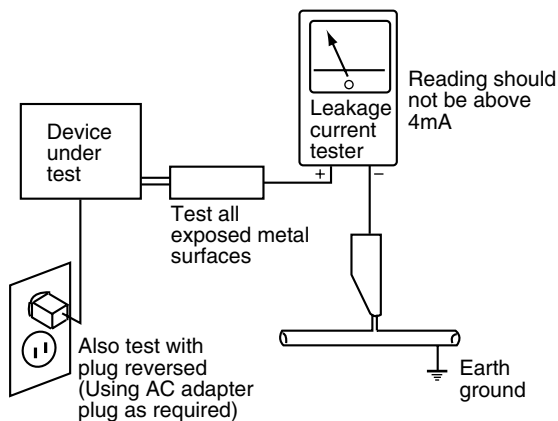 Device
under
test
Leakage
current
tester
+
−
Reading should
not be above
4mA
Test all
exposed metal
surfaces
Also test with
plug reversed
(Using AC adapter
plug as required)
Earth
ground